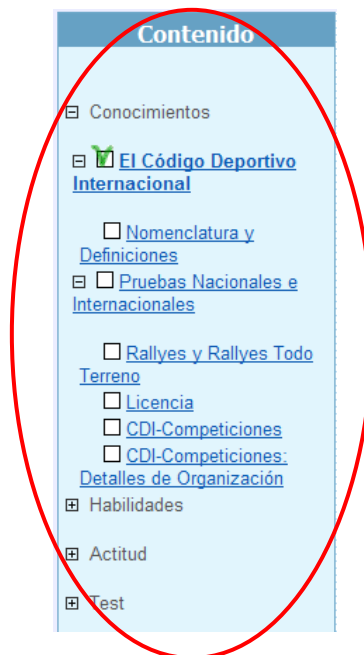 Contenido
Conocimientos
El Código Deportivo
Internacional
Nomenclatura y
Definiciones
Pruebas Nacionales e
Internacionales
Rallyes y Rallyes Todo
Terreno
Licencia
CDI-Competiciones
CDI-Competiciones:
Detalles de Organización
Habilidades
Actitud
Test